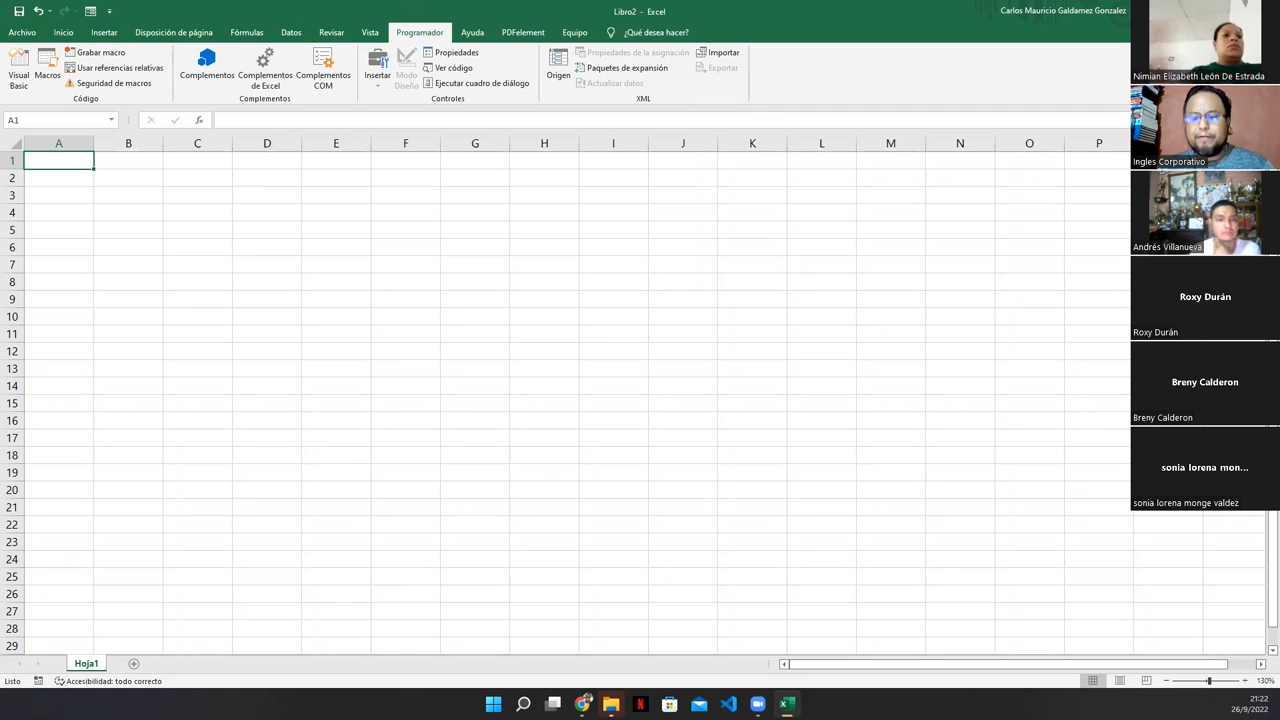 Libro2 - Excel
Carlos Mauricio Galdamez Gonzalez
Archivo Inicio Insertar Disposición de página Fórmulas Datos Revisar Vista Programador Ayuda PDFelement Equipo ¿Qué desea hacer?
Visual Basic
Macros
Grabar macro
Usar referencias relativas
Seguridad de macros
Código
Complementos
Complementos de Excel
Complementos COM
Complementos
Insertar
Modo Diseño
Propiedades
Ver código
Ejecutar cuadro de diálogo
Controles
Origen
Propiedades de la asignación
Paquetes de expansión
Actualizar datos
Importar
Exportar
XML
A1
fx
A B C D E F G H I J K L M N O P
1
2
3
4
5
6
7
8
9
10
11
12
13
14
15
16
17
18
19
20
21
22
23
24
25
26
27
28
29
Nimian Elizabeth León De Estrada
Ingles Corporativo
Andrés Villanueva
Roxy Durán
Roxy Durán
Breny Calderon
Breny Calderon
sonia lorena mon...
sonia lorena monge valdez
Hoja1
Listo
Accesibilidad: todo correcto
130%
N
21:22
26/9/2022